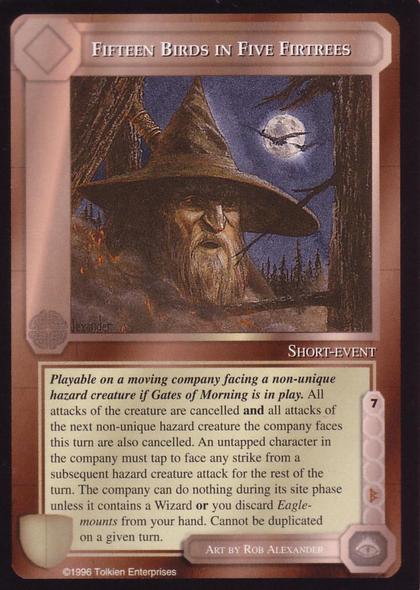 FIFTEEN BIRDS IN FIVE FIRTREES
Alexander
SHORT-EVENT
Playable on a moving company facing a non-unique
hazard creature if Gates of Morning is in play. All
attacks of the creature are cancelled and all attacks of
the next non-unique hazard creature the company faces
this turn are also cancelled. An untapped character in
the company must tap to face any strike from a
subsequent hazard creature attack for the rest of the
turn. The company can do nothing during its site phase
unless it contains a Wizard or you discard Eagle-
mounts from your hand. Cannot be duplicated
on a given turn.
7
ART BY ROB ALEXANDER
©1996 Tolkien Enterprises